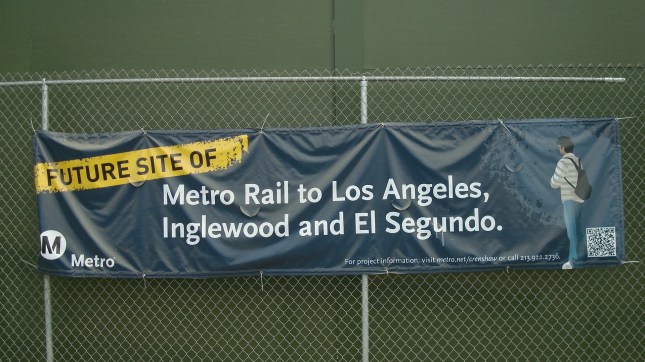 FUTURE SITE OF
Metro Rail to Los Angeles,
Inglewood and El Segundo.
M Metro
For project information, visit metro.net/crenshaw or call 213.922.2736.